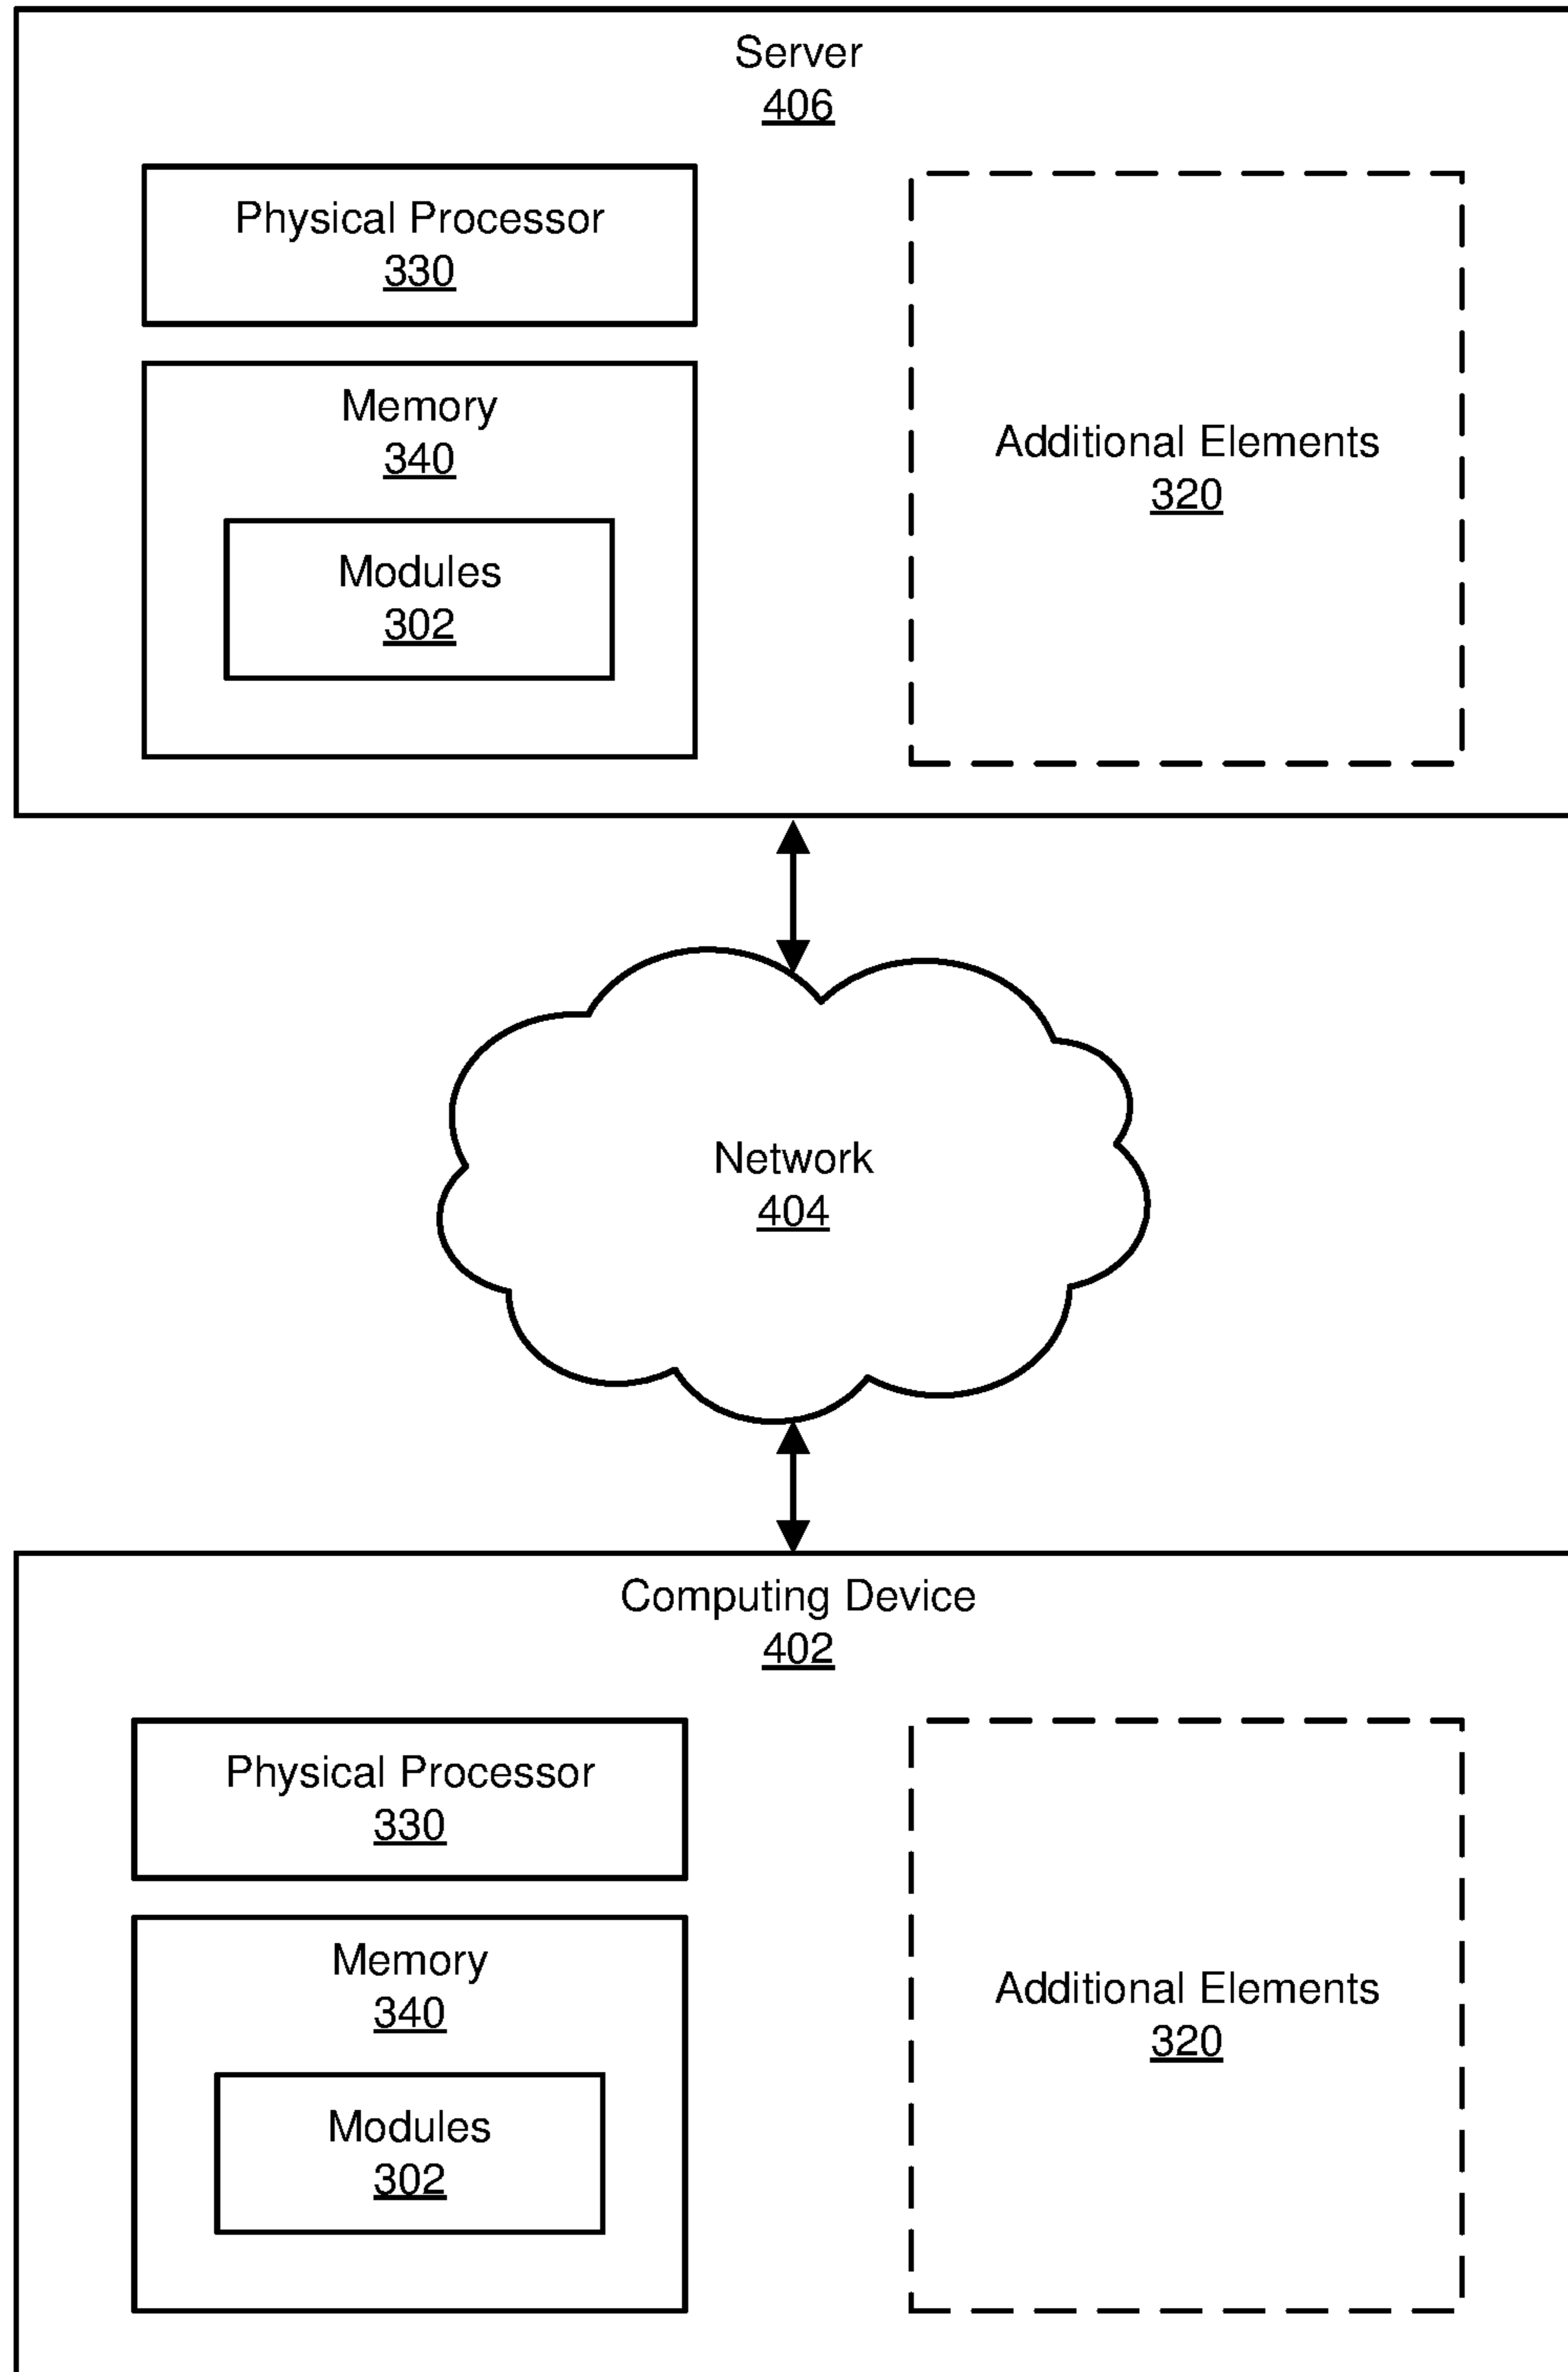 Server
406
Physical Processor
330
Memory
340
Modules
302
Additional Elements
320
Network
404
Computing Device
402
Physical Processor
330
Memory
340
Modules
302
Additional Elements
320